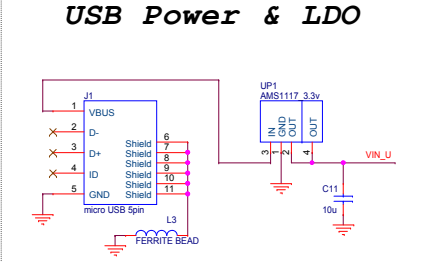 USB Power & LDO
J1
1 VBUS
2 D-
3 D+
4 ID
5 GND
Shield 6
Shield 7
Shield 8
Shield 9
Shield 10
Shield 11
micro USB 5pin
L3
FERRITE BEAD
UP1
AMS1117_3.3v
IN GND OUT OUT
3 1 2 4
VIN_U
C11
10u